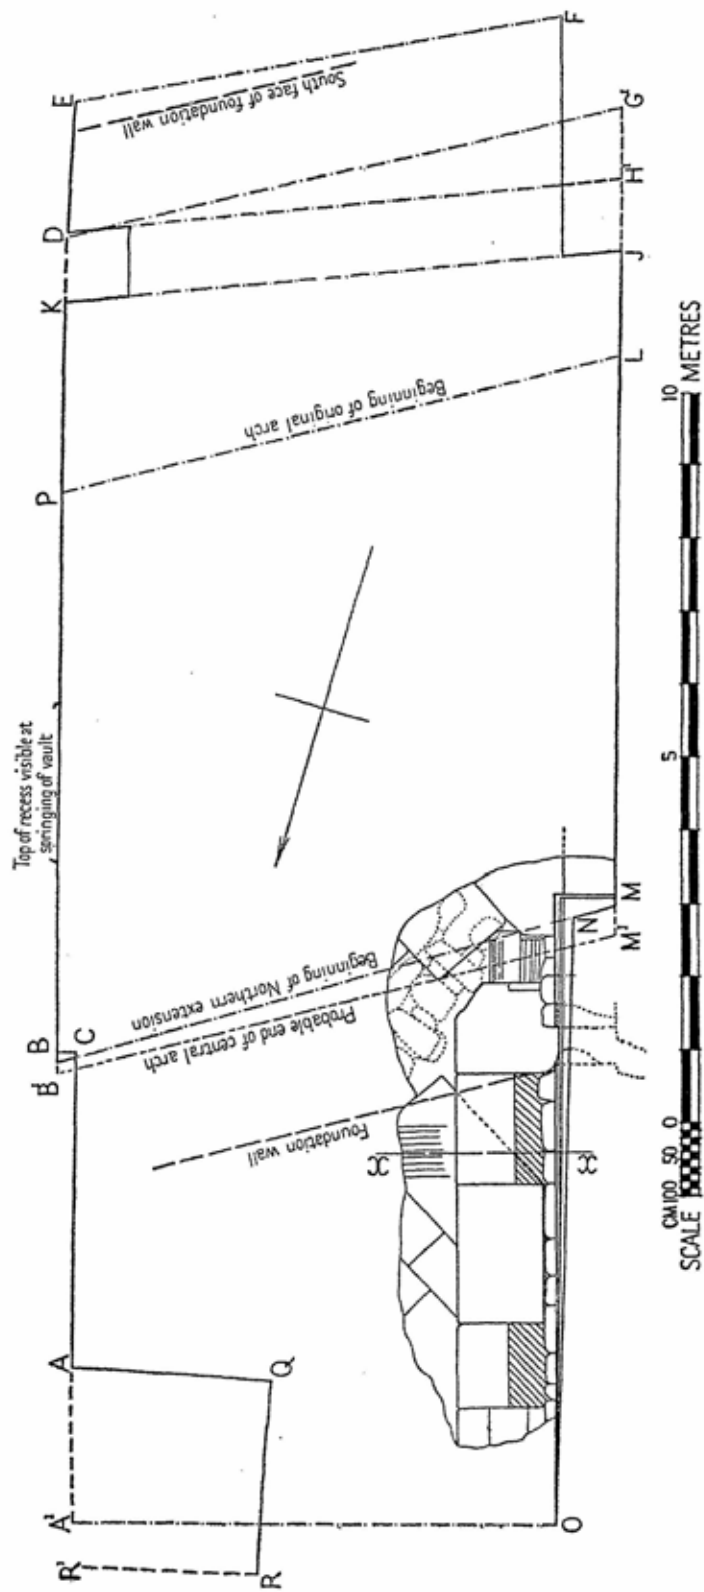 E
F
South face of foundation wall
D
G'
H'
K
J
L
Beginning of original arch
P
Top of recess visible at
springing of vault
B
B'
C
Beginning of Northern extension
Probable end of central arch
Foundation wall
N
M
M'
X
X
A
Q
A'
O
R'
R
CM100 50 0 5 10 METRES
SCALE